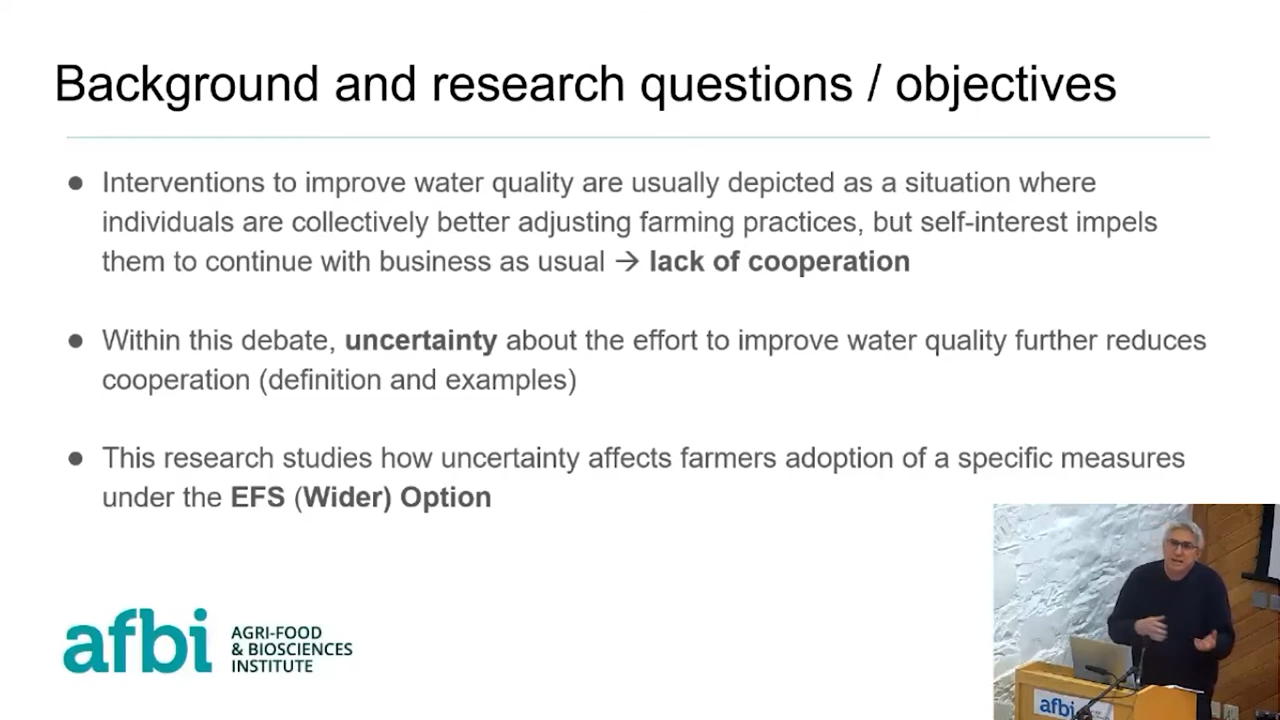 Background and research questions / objectives
● Interventions to improve water quality are usually depicted as a situation where
individuals are collectively better adjusting farming practices, but self-interest impels
them to continue with business as usual → lack of cooperation
● Within this debate, uncertainty about the effort to improve water quality further reduces
cooperation (definition and examples)
● This research studies how uncertainty affects farmers adoption of a specific measures
under the EFS (Wider) Option
afbi
AGRI-FOOD
& BIOSCIENCES
INSTITUTE
afbi